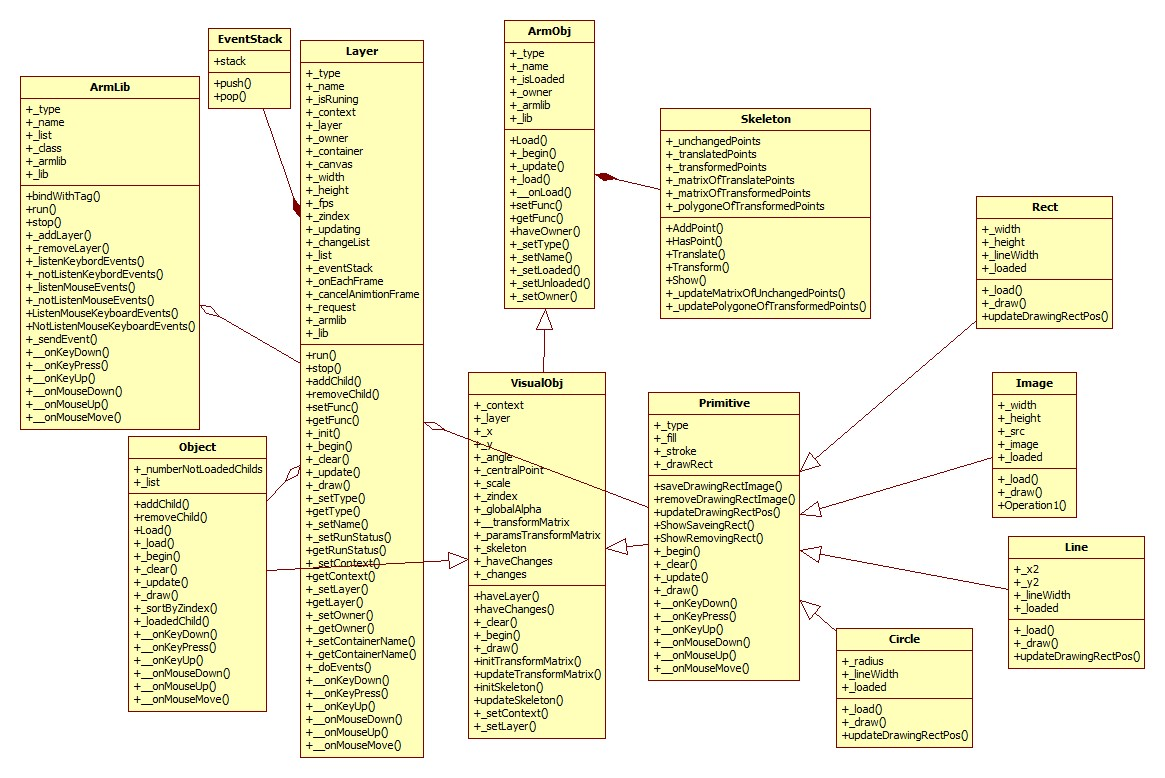 EventStack
+stack
+push()
+pop()
ArmLib
+_type
+_name
+_list
+_class
+_armlib
+_lib
+bindWithTag()
+run()
+stop()
+_addLayer()
+_removeLayer()
+_listenKeybordEvents()
+_notListenKeybordEvents()
+_listenMouseEvents()
+_notListenMouseEvents()
+ListenMouseKeyboardEvents()
+NotListenMouseKeyboardEvents()
+_sendEvent()
+__onKeyDown()
+__onKeyPress()
+__onKeyUp()
+__onMouseDown()
+__onMouseUp()
+__onMouseMove()
Object
+_numberNotLoadedChilds
+_list
+addChild()
+removeChild()
+Load()
+_load()
+_begin()
+_clear()
+_update()
+_draw()
+_sortByZindex()
+_loadedChild()
+__onKeyDown()
+__onKeyPress()
+__onKeyUp()
+__onMouseDown()
+__onMouseUp()
+__onMouseMove()
Layer
+_type
+_name
+_isRuning
+_context
+_layer
+_owner
+_container
+_canvas
+_width
+_height
+_fps
+_zindex
+_updating
+_changeList
+_list
+_eventStack
+_onEachFrame
+_cancelAnimtionFrame
+_request
+_armlib
+_lib
+run()
+stop()
+addChild()
+removeChild()
+setFunc()
+getFunc()
+_init()
+_begin()
+_clear()
+_update()
+_draw()
+_setType()
+getType()
+_setName()
+_setRunStatus()
+getRunStatus()
+_setContext()
+getContext()
+_setLayer()
+getLayer()
+_setOwner()
+_getOwner()
+_setContainerName()
+_getContainerName()
+_doEvents()
+__onKeyDown()
+__onKeyPress()
+__onKeyUp()
+__onMouseDown()
+__onMouseUp()
+__onMouseMove()
ArmObj
+_type
+_name
+_isLoaded
+_owner
+_armlib
+_lib
+Load()
+_begin()
+_update()
+_load()
+__onLoad()
+setFunc()
+getFunc()
+haveOwner()
+_setType()
+_setName()
+_setLoaded()
+_setUnloaded()
+_setOwner()
VisualObj
+_context
+_layer
+_x
+_y
+_angle
+_centralPoint
+_scale
+_zindex
+_globalAlpha
+__transformMatrix
+_paramsTransformMatrix
+_skeleton
+_haveChanges
+_changes
+haveLayer()
+haveChanges()
+_clear()
+_begin()
+_draw()
+initTransformMatrix()
+updateTransformMatrix()
+initSkeleton()
+updateSkeleton()
+_setContext()
+_setLayer()
Skeleton
+_unchangedPoints
+_translatedPoints
+_transformedPoints
+_matrixOfTranslatePoints
+_matrixOfTransformedPoints
+_polygoneOfTransformedPoints
+AddPoint()
+HasPoint()
+Translate()
+Transform()
+Show()
+_updateMatrixOfUnchangedPoints()
+_updatePolygoneOfTransformedPoints()
Primitive
+_type
+_fill
+_stroke
+_drawRect
+saveDrawingRectImage()
+removeDrawingRectImage()
+updateDrawingRectPos()
+ShowSaveingRect()
+ShowRemovingRect()
+_begin()
+_clear()
+_update()
+_draw()
+__onKeyDown()
+__onKeyPress()
+__onKeyUp()
+__onMouseDown()
+__onMouseUp()
+__onMouseMove()
Rect
+_width
+_height
+_lineWidth
+_loaded
+_load()
+_draw()
+updateDrawingRectPos()
Image
+_width
+_height
+_src
+_image
+_loaded
+_load()
+_draw()
+Operation1()
Line
+_x2
+_y2
+_lineWidth
+_loaded
+_load()
+_draw()
+updateDrawingRectPos()
Circle
+_radius
+_lineWidth
+_loaded
+_load()
+_draw()
+updateDrawingRectPos()